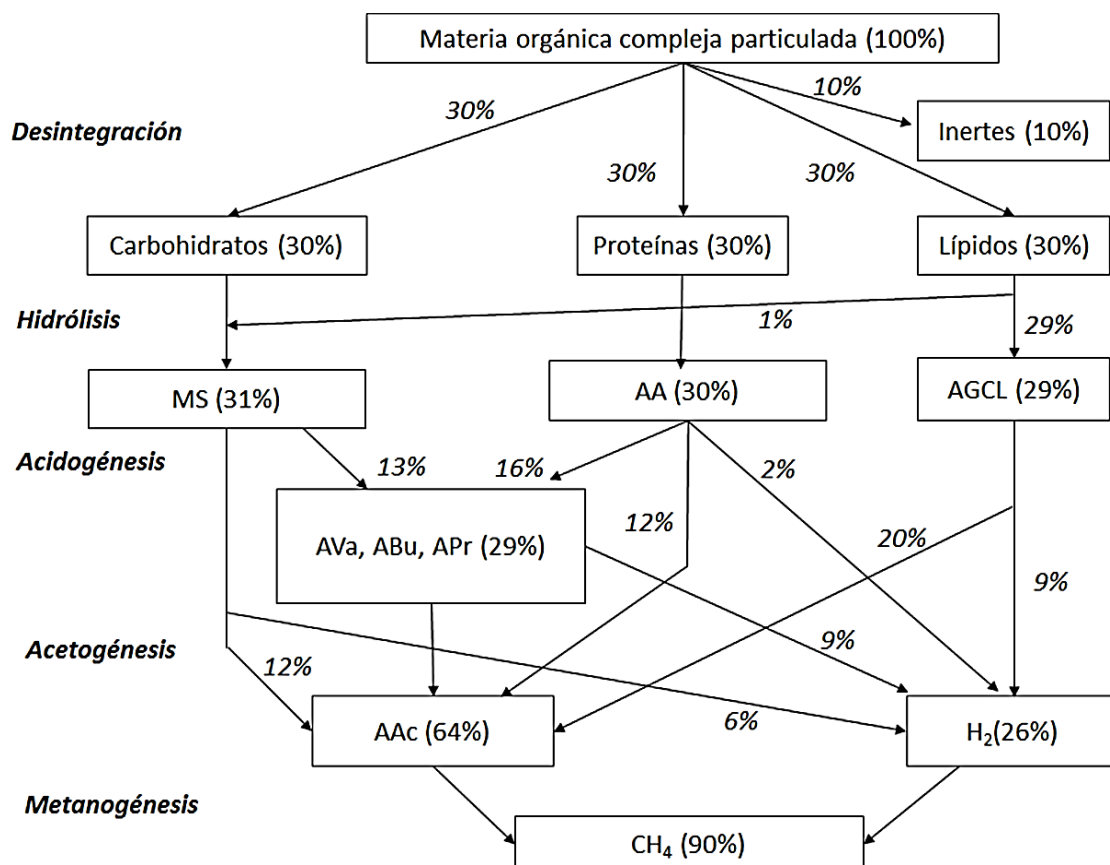 Materia orgánica compleja particulada (100%)
10%
30%
Desintegración
Inertes (10%)
30%
30%
Carbohidratos (30%)
Proteínas (30%)
Lípidos (30%)
Hidrólisis
1%
29%
MS (31%)
AA (30%)
AGCL (29%)
Acidogénesis
13%
16%
2%
AVa, ABu, APr (29%)
12%
20%
9%
Acetogénesis
12%
9%
6%
AAc (64%)
H₂(26%)
Metanogénesis
CH₄ (90%)